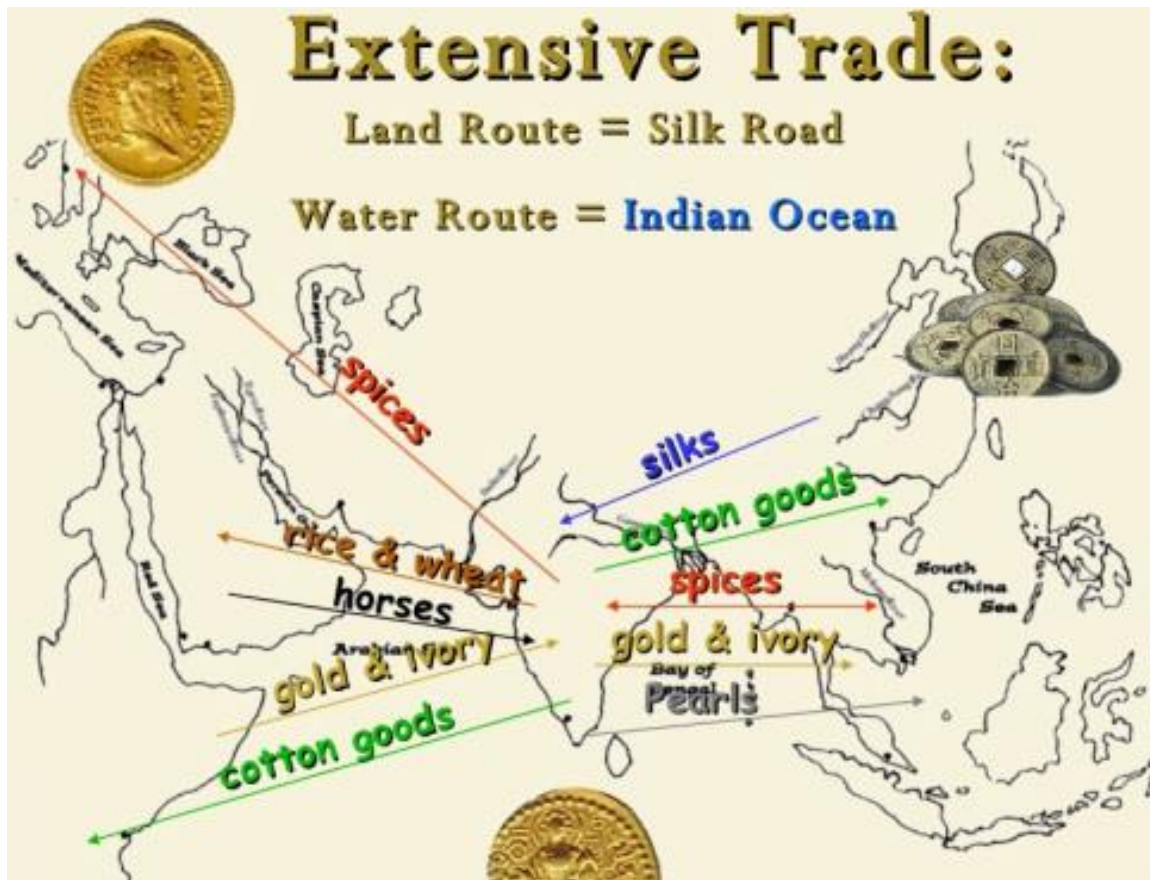 Extensive Trade:
Land Route = Silk Road
Water Route = Indian Ocean
Black Sea
Mediterranean Sea
Caspian Sea
spices
silks
cotton goods
rice & wheat
spices
horses
Red Sea
South
China
Sea
gold & ivory
Arabian
gold & ivory
Bay of
Pearls
cotton goods